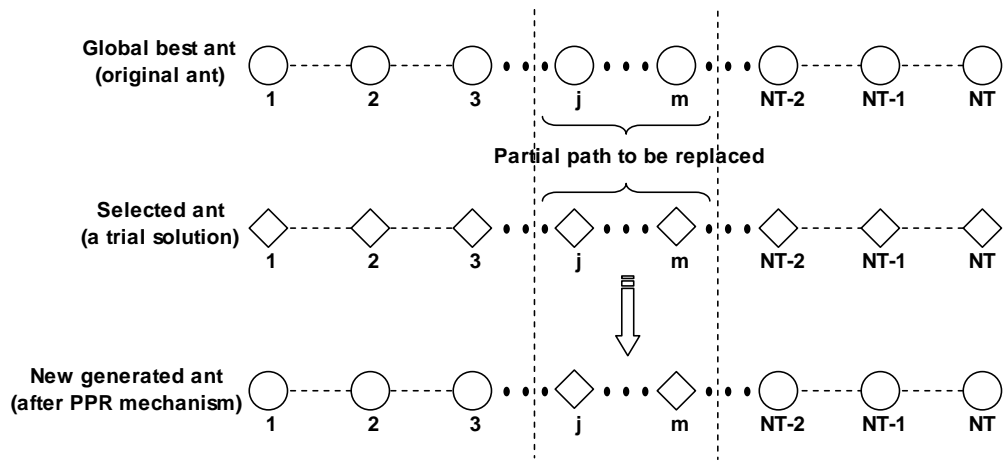 Global best ant
(original ant)
1 2 3 j m NT-2 NT-1 NT
Partial path to be replaced
Selected ant
(a trial solution)
1 2 3 j m NT-2 NT-1 NT
New generated ant
(after PPR mechanism)
1 2 3 j m NT-2 NT-1 NT